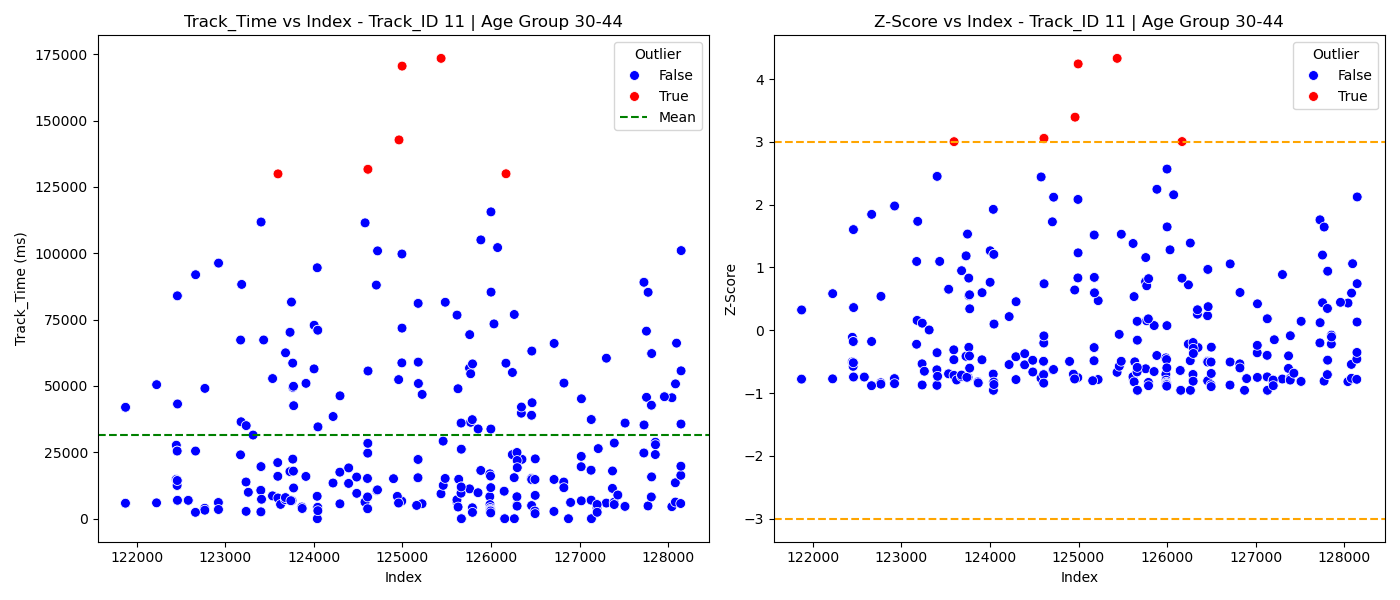 Track_Time vs Index - Track_ID 11 | Age Group 30-44
Track_Time (ms)
175000
150000
125000
100000
75000
50000
25000
0
122000 123000 124000 125000 126000 127000 128000
Index
Outlier
False
True
Mean
Z-Score vs Index - Track_ID 11 | Age Group 30-44
Z-Score
4
3
2
1
0
−1
−2
−3
122000 123000 124000 125000 126000 127000 128000
Index
Outlier
False
True